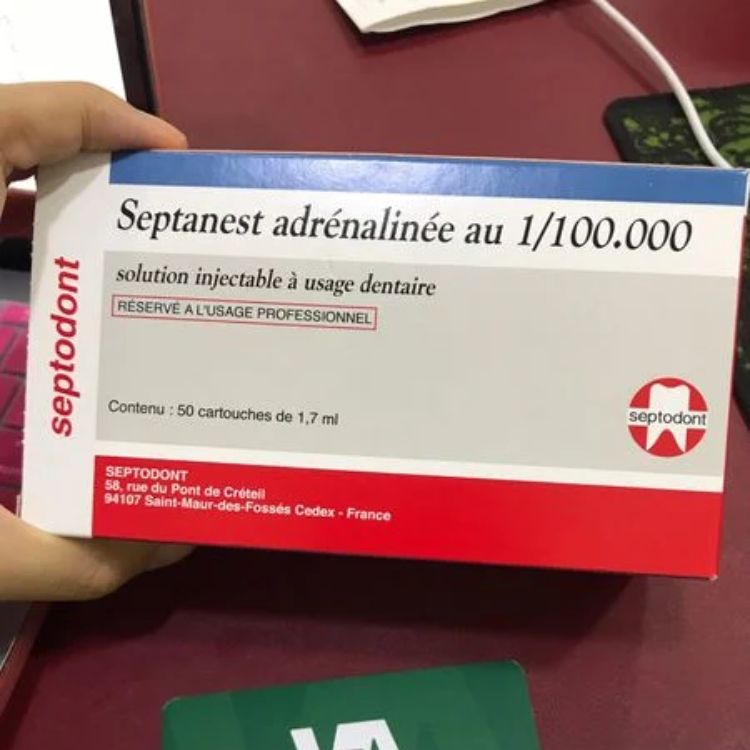 Septanest adrénalinée au 1/100.000
solution injectable à usage dentaire
RÉSERVÉ A L'USAGE PROFESSIONNEL
septodont
Contenu : 50 cartouches de 1,7 ml
septodont
SEPTODONT
58, rue du Pont de Créteil
94107 Saint-Maur-des-Fossés Cedex - France